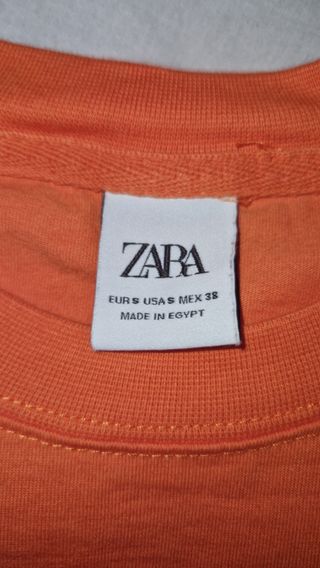 ZARA
EUR S USA S MEX 38
MADE IN EGYPT